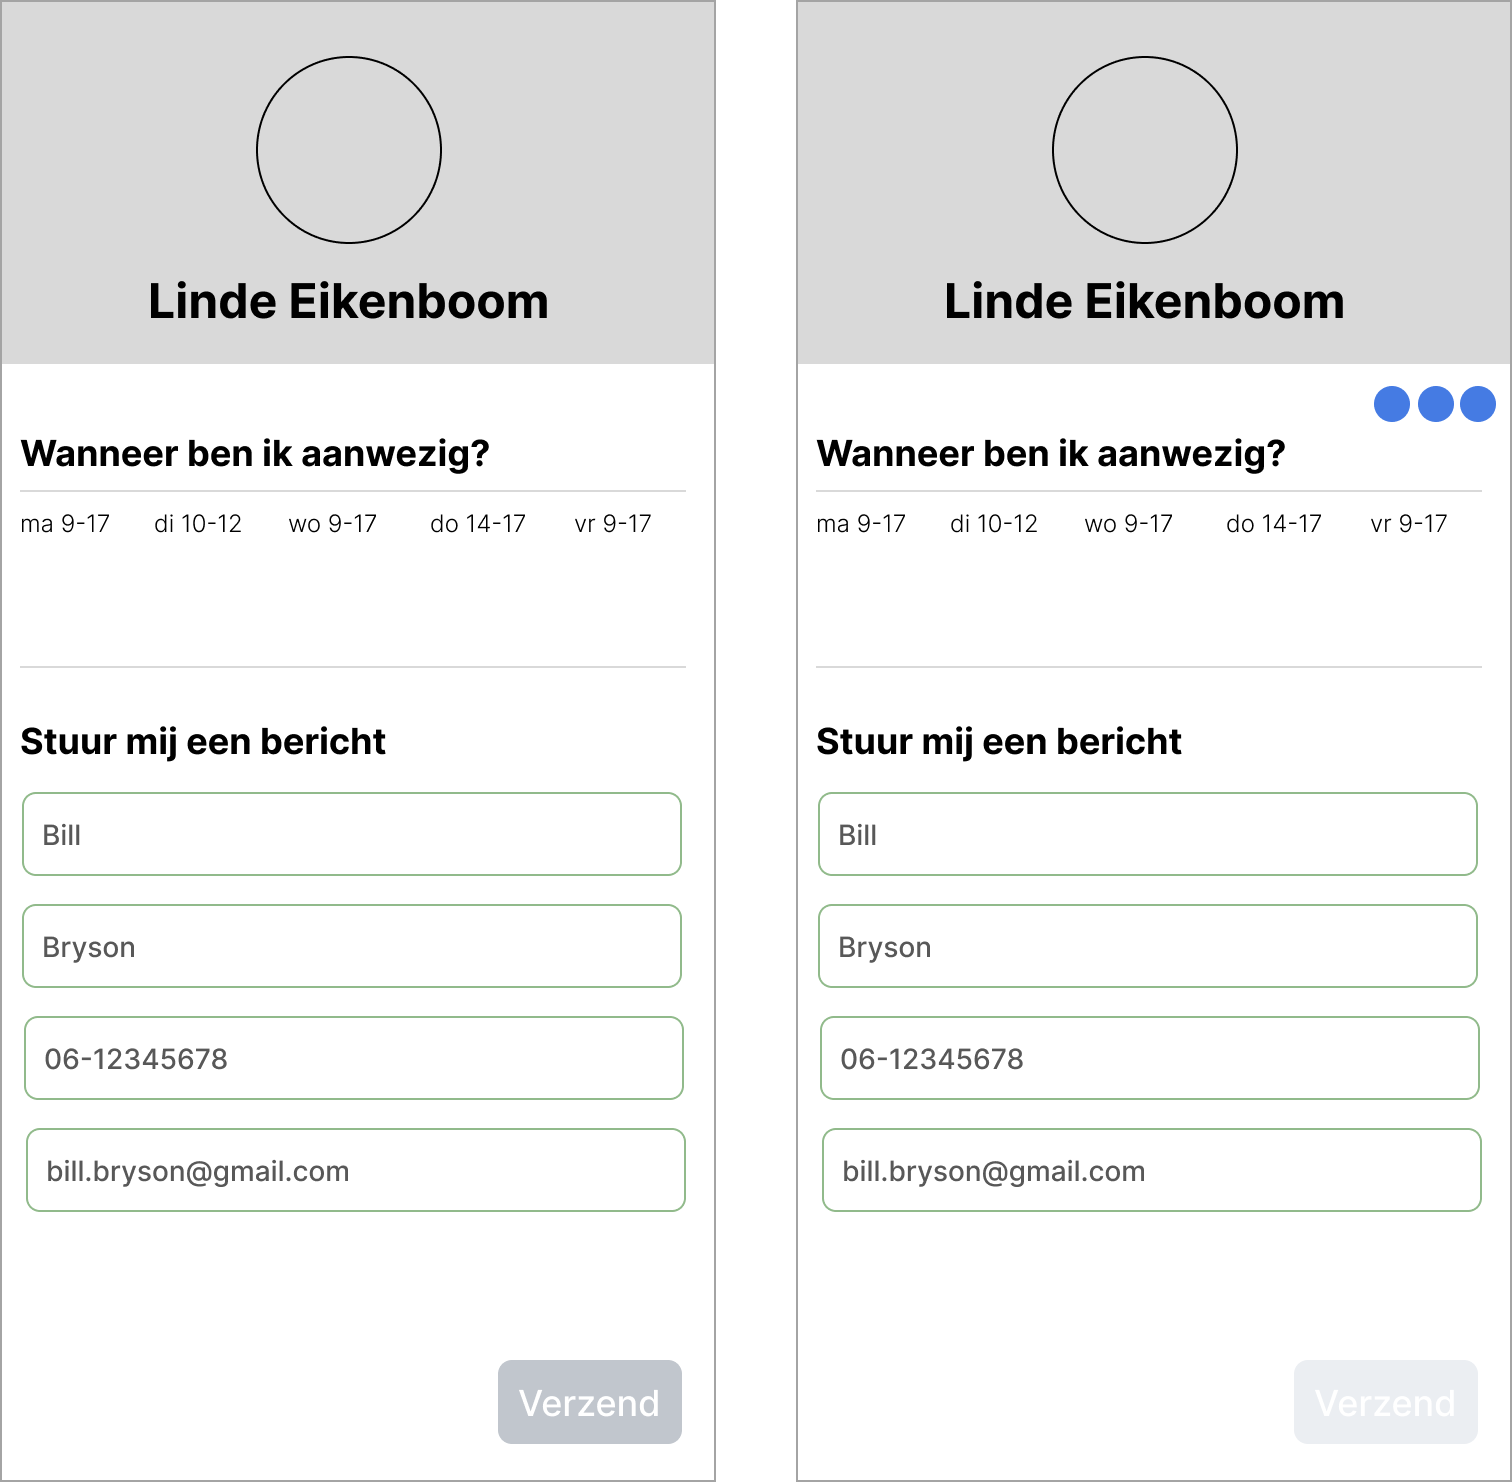 Linde Eikenboom
Wanneer ben ik aanwezig?
ma 9-17 di 10-12 wo 9-17 do 14-17 vr 9-17
Stuur mij een bericht
Bill
Bryson
06-12345678
bill.bryson@gmail.com
Verzend
Linde Eikenboom
Wanneer ben ik aanwezig?
ma 9-17 di 10-12 wo 9-17 do 14-17 vr 9-17
Stuur mij een bericht
Bill
Bryson
06-12345678
bill.bryson@gmail.com
Verzend